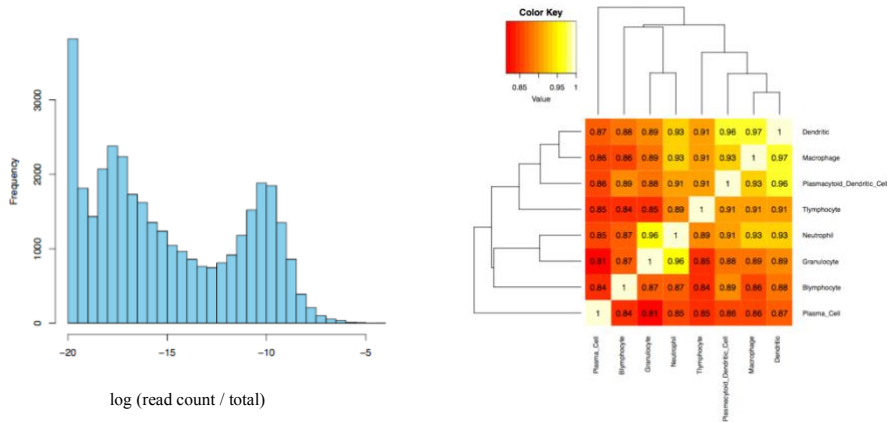 Frequency
0
1000
2000
3000
−20
−15
−10
−5
log (read count / total)
Color Key
0.85 0.95 1
Value
0.87 0.88 0.89 0.93 0.91 0.96 0.97 1 Dendritic
0.86 0.86 0.89 0.93 0.91 0.93 1 0.97 Macrophage
0.86 0.89 0.88 0.91 0.91 1 0.93 0.96 Plasmacytoid_Dendritic_Cell
0.85 0.84 0.85 0.89 1 0.91 0.91 0.91 Tlymphocyte
0.85 0.87 0.96 1 0.89 0.91 0.93 0.93 Neutrophil
0.81 0.87 1 0.96 0.85 0.88 0.89 0.89 Granulocyte
0.84 1 0.87 0.87 0.84 0.89 0.86 0.88 Blymphocyte
1 0.84 0.81 0.85 0.85 0.86 0.86 0.87 Plasma_Cell
Plasma_Cell
Blymphocyte
Granulocyte
Neutrophil
Tlymphocyte
Plasmacytoid_Dendritic_Cell
Macrophage
Dendritic